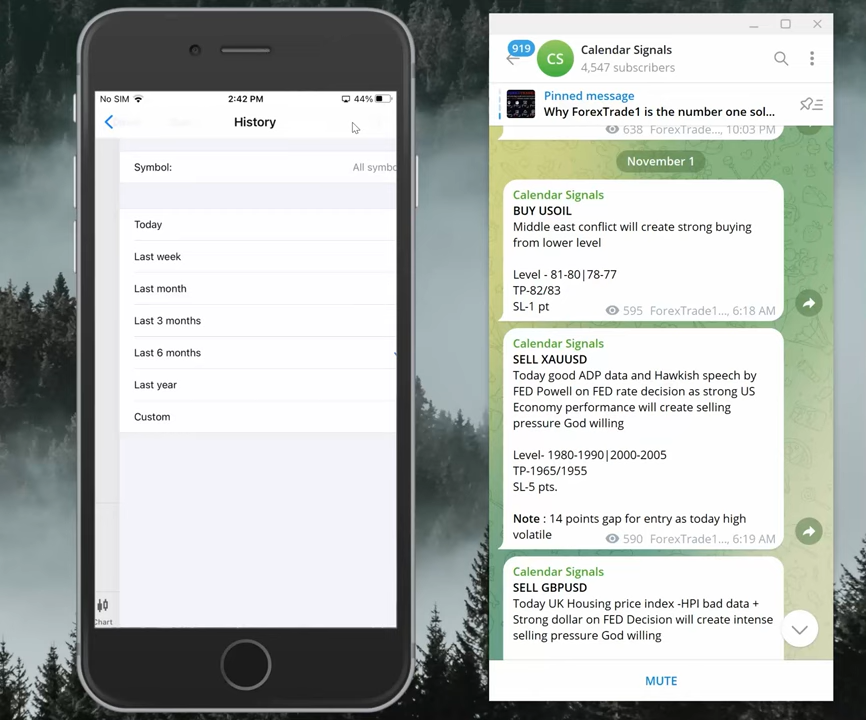 No SIM
2:42 PM
44%
History
Symbol:
All symbo
Today
Last week
Last month
Last 3 months
Last 6 months
Last year
Custom
Chart
919
CS
Calendar Signals
4,547 subscribers
Pinned message
Why ForexTrade1 is the number one sol...
638 ForexTrade..., 10:03 PM
November 1
Calendar Signals
BUY USOIL
Middle east conflict will create strong buying
from lower level
Level - 81-80|78-77
TP-82/83
SL-1 pt
595 ForexTrade1..., 6:18 AM
Calendar Signals
SELL XAUUSD
Today good ADP data and Hawkish speech by
FED Powell on FED rate decision as strong US
Economy performance will create selling
pressure God willing
Level- 1980-1990|2000-2005
TP-1965/1955
SL-5 pts.
Note : 14 points gap for entry as today high
volatile
590 ForexTrade1..., 6:19 AM
Calendar Signals
SELL GBPUSD
Today UK Housing price index -HPI bad data +
Strong dollar on FED Decision will create intense
selling pressure God willing
MUTE